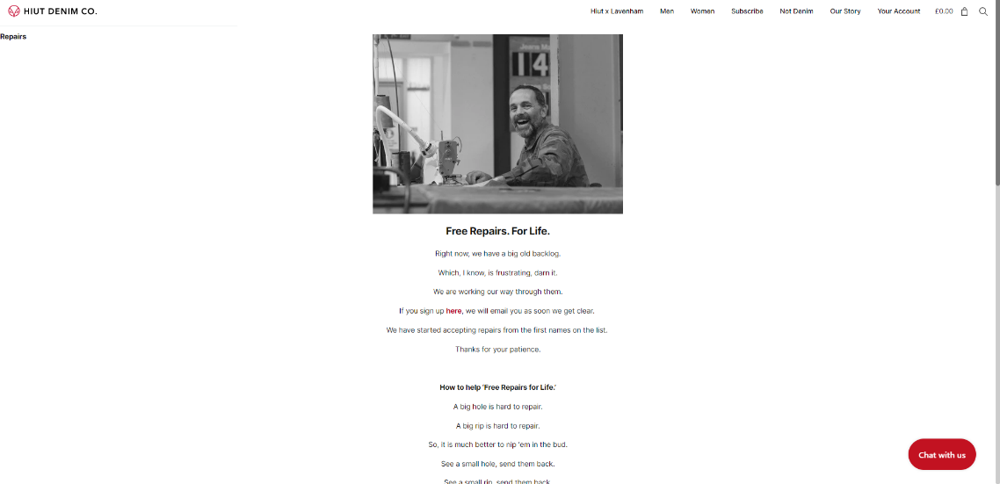 HIUT DENIM CO.
Hiut x Lavenham
Men
Women
Subscribe
Not Denim
Our Story
Your Account
£0.00
Repairs
Jeans Ma
14
Free Repairs. For Life.
Right now, we have a big old backlog.
Which, I know, is frustrating, darn it.
We are working our way through them.
If you sign up here, we will email you as soon we get clear.
We have started accepting repairs from the first names on the list.
Thanks for your patience.
How to help ‘Free Repairs for Life.’
A big hole is hard to repair.
A big rip is hard to repair.
So, it is much better to nip ‘em in the bud.
See a small hole, send them back.
See a small rip, send them back.
Chat with us